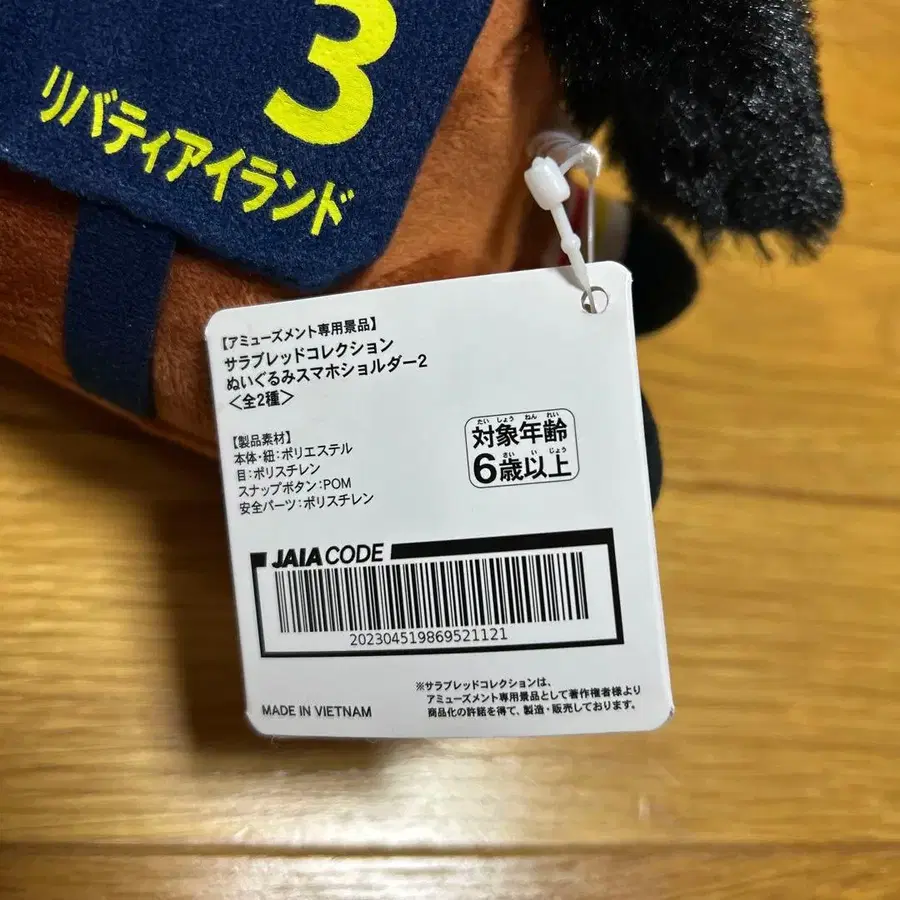 3
リバティアイランド
【アミューズメント専用景品】
サラブレッドコレクション
ぬいぐるみスマホショルダー2
＜全2種＞
【製品素材】
本体・紐：ポリエステル
目：ポリスチレン
スナップボタン：POM
安全パーツ：ポリスチレン
たいしょうねんれい
対象年齢
さいいじょう
6歳以上
JAIA CODE
202304519869521121
MADE IN VIETNAM
※サラブレッドコレクションは、
アミューズメント専用景品として著作権者様より
商品化の許諾を得て、製造・販売しております。